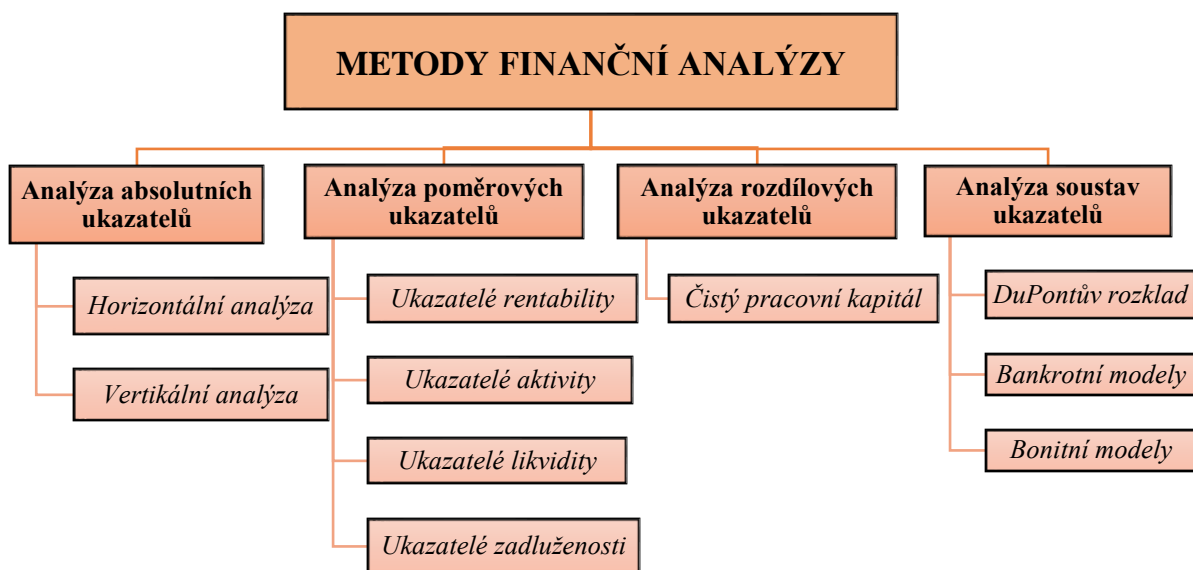 METODY FINANČNÍ ANALÝZY
Analýza absolutních
ukazatelů
Horizontální analýza
Vertikální analýza
Analýza poměrových
ukazatelů
Ukazatelé rentability
Ukazatelé aktivity
Ukazatelé likvidity
Ukazatelé zadluženosti
Analýza rozdílových
ukazatelů
Čistý pracovní kapitál
Analýza soustav
ukazatelů
DuPontův rozklad
Bankrotní modely
Bonitní modely